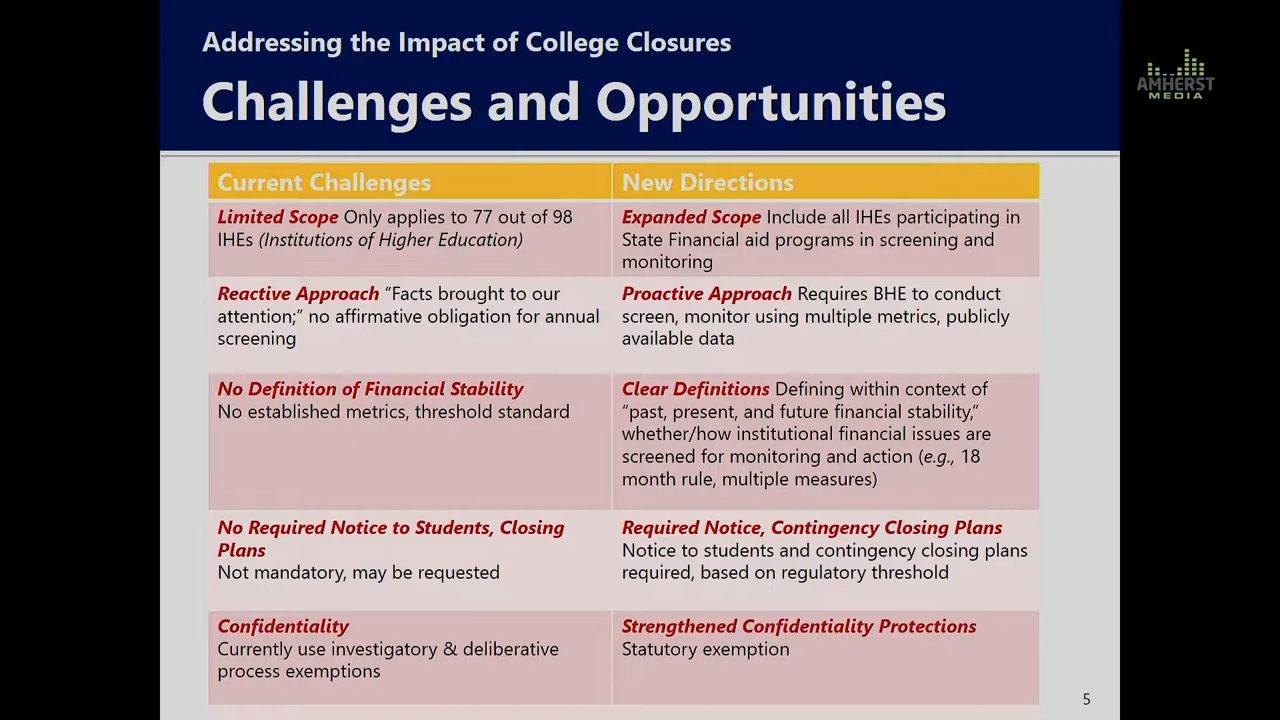 Addressing the Impact of College Closures
Challenges and Opportunities
AMHERST
MEDIA
Current Challenges
New Directions
Limited Scope Only applies to 77 out of 98
IHEs (Institutions of Higher Education)
Expanded Scope Include all IHEs participating in
State Financial aid programs in screening and
monitoring
Reactive Approach “Facts brought to our
attention;” no affirmative obligation for annual
screening
Proactive Approach Requires BHE to conduct
screen, monitor using multiple metrics, publicly
available data
No Definition of Financial Stability
No established metrics, threshold standard
Clear Definitions Defining within context of
“past, present, and future financial stability,”
whether/how institutional financial issues are
screened for monitoring and action (e.g., 18
month rule, multiple measures)
No Required Notice to Students, Closing
Plans
Not mandatory, may be requested
Required Notice, Contingency Closing Plans
Notice to students and contingency closing plans
required, based on regulatory threshold
Confidentiality
Currently use investigatory & deliberative
process exemptions
Strengthened Confidentiality Protections
Statutory exemption
5